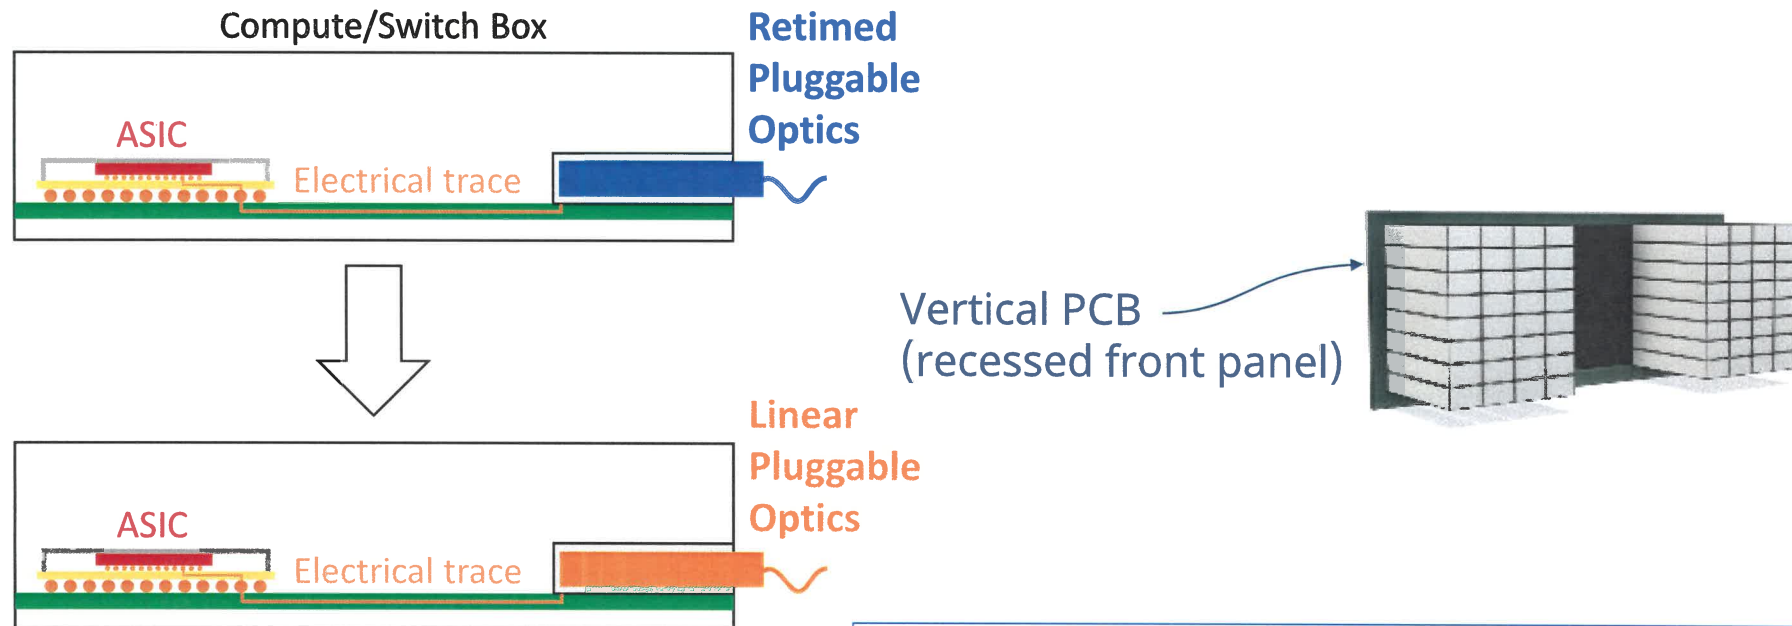 Compute/Switch Box
Retimed
Pluggable
Optics
ASIC
Electrical trace
Vertical PCB
(recessed front panel)
Linear
Pluggable
Optics
ASIC
Electrical trace